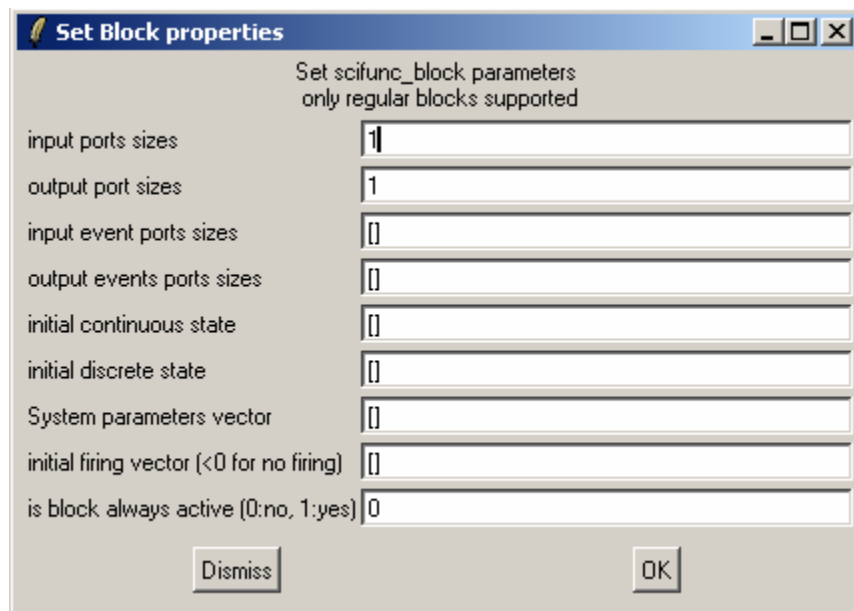 Set Block properties
Set scifunc_block parameters
only regular blocks supported
input ports sizes 1
output port sizes 1
input event ports sizes []
output events ports sizes []
initial continuous state []
initial discrete state []
System parameters vector []
initial firing vector (<0 for no firing) []
is block always active (0:no, 1:yes) 0
Dismiss OK